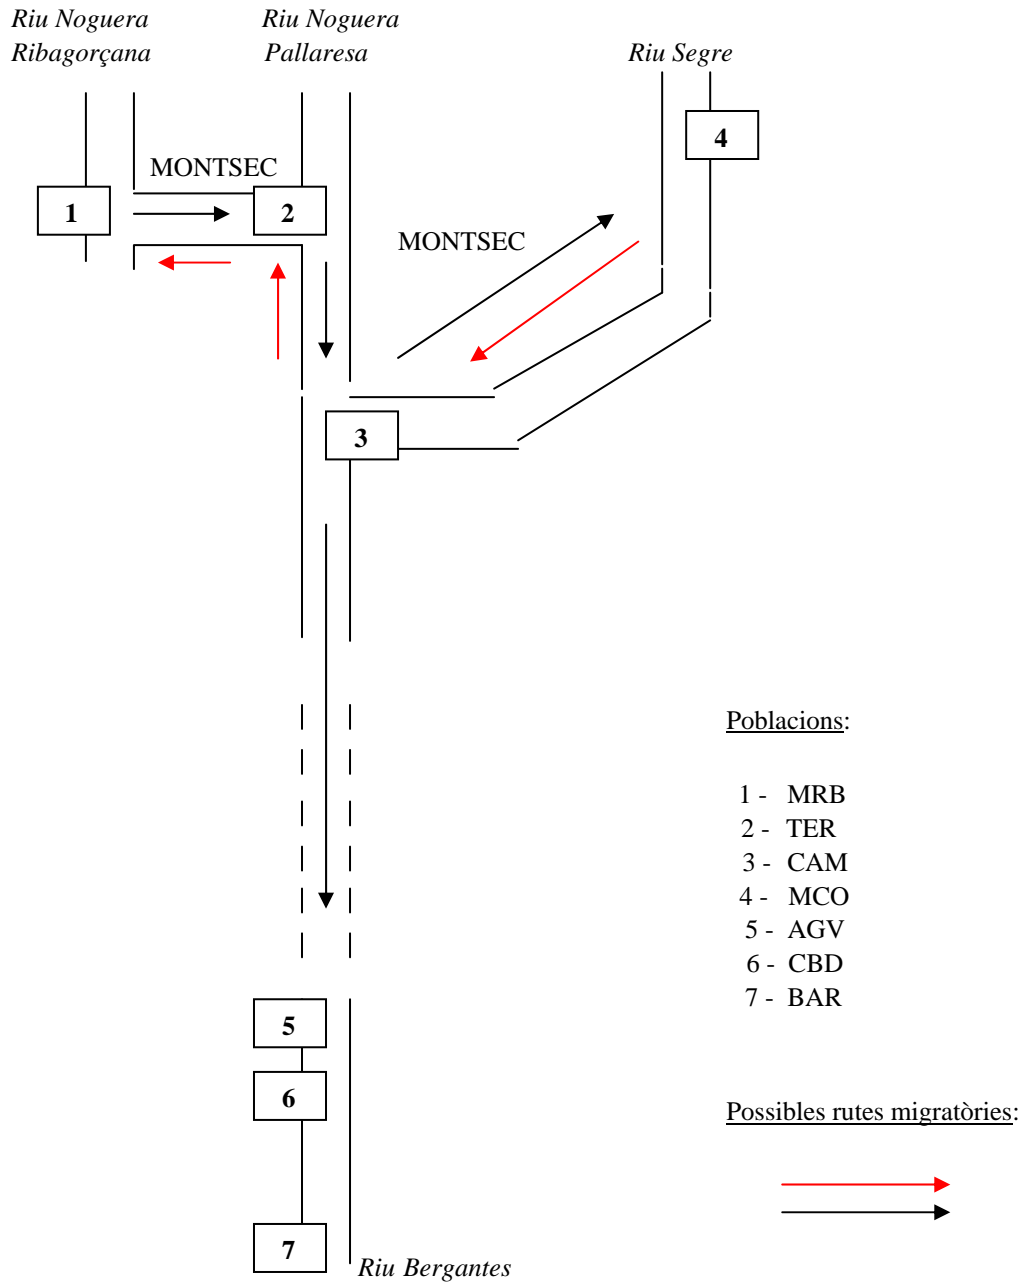 Riu Noguera
Ribagorçana
Riu Noguera
Pallaresa
Riu Segre
4
MONTSEC
1
2
MONTSEC
3
Poblacions:
1 - MRB
2 - TER
3 - CAM
4 - MCO
5 - AGV
6 - CBD
7 - BAR
5
6
Possibles rutes migratòries:
7
Riu Bergantes